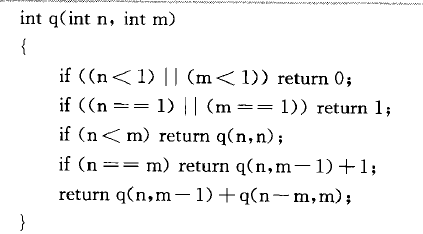 int q(int n, int m)
{
if ((n<1) || (m<1)) return 0;
if ((n==1) || (m==1)) return 1;
if (n<m) return q(n,n);
if (n==m) return q(n,m-1)+1;
return q(n,m-1)+q(n-m,m);
}